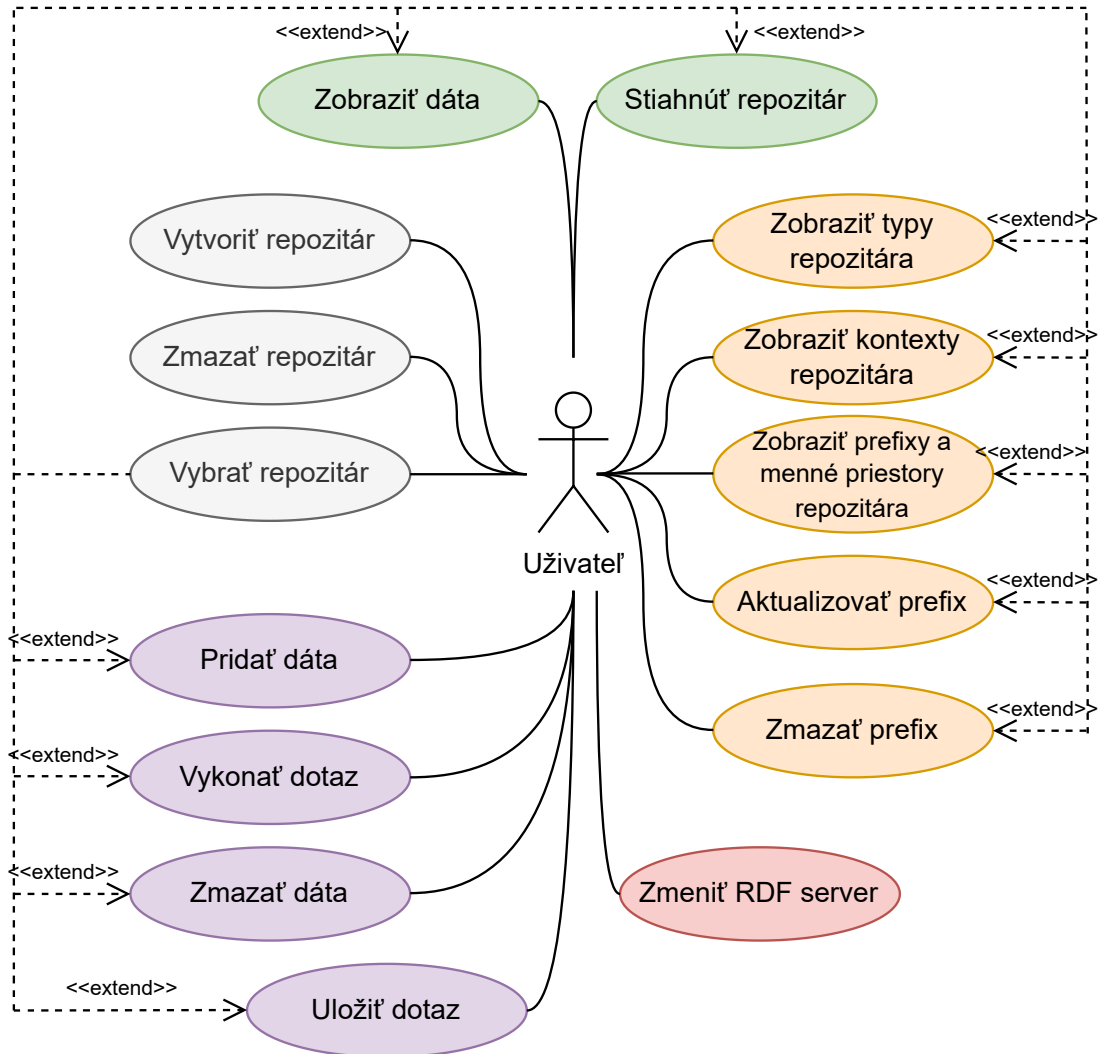 <<extend>>
<<extend>>
Zobraziť dáta
Stiahnúť repozitár
Vytvoriť repozitár
Zobraziť typy
repozitára
<<extend>>
Zmazať repozitár
Zobraziť kontexty
repozitára
<<extend>>
Vybrať repozitár
Zobraziť prefixy a
menné priestory
repozitára
<<extend>>
Uživateľ
Aktualizovať prefix
<<extend>>
<<extend>>
Pridať dáta
Zmazať prefix
<<extend>>
<<extend>>
Vykonať dotaz
<<extend>>
Zmazať dáta
Zmeniť RDF server
<<extend>>
Uložiť dotaz